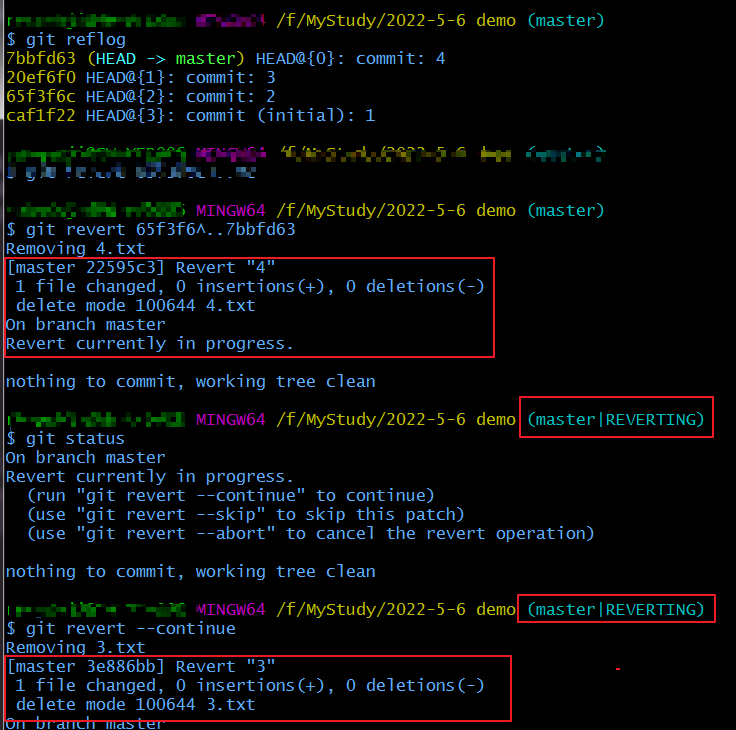 /f/MyStudy/2022-5-6 demo (master)
$ git reflog
7bbfd63 (HEAD -> master) HEAD@{0}: commit: 4
20ef6f0 HEAD@{1}: commit: 3
65f3f6c HEAD@{2}: commit: 2
caf1f22 HEAD@{3}: commit (initial): 1
MINGW64 /f/MyStudy/2022-5-6 demo (master)
$ git revert 65f3f6^..7bbfd63
Removing 4.txt
[master 22595c3] Revert "4"
1 file changed, 0 insertions(+), 0 deletions(-)
delete mode 100644 4.txt
On branch master
Revert currently in progress.
nothing to commit, working tree clean
MINGW64 /f/MyStudy/2022-5-6 demo (master|REVERTING)
$ git status
On branch master
Revert currently in progress.
(run "git revert --continue" to continue)
(use "git revert --skip" to skip this patch)
(use "git revert --abort" to cancel the revert operation)
nothing to commit, working tree clean
MINGW64 /f/MyStudy/2022-5-6 demo (master|REVERTING)
$ git revert --continue
Removing 3.txt
[master 3e886bb] Revert "3"
1 file changed, 0 insertions(+), 0 deletions(-)
delete mode 100644 3.txt
On branch master